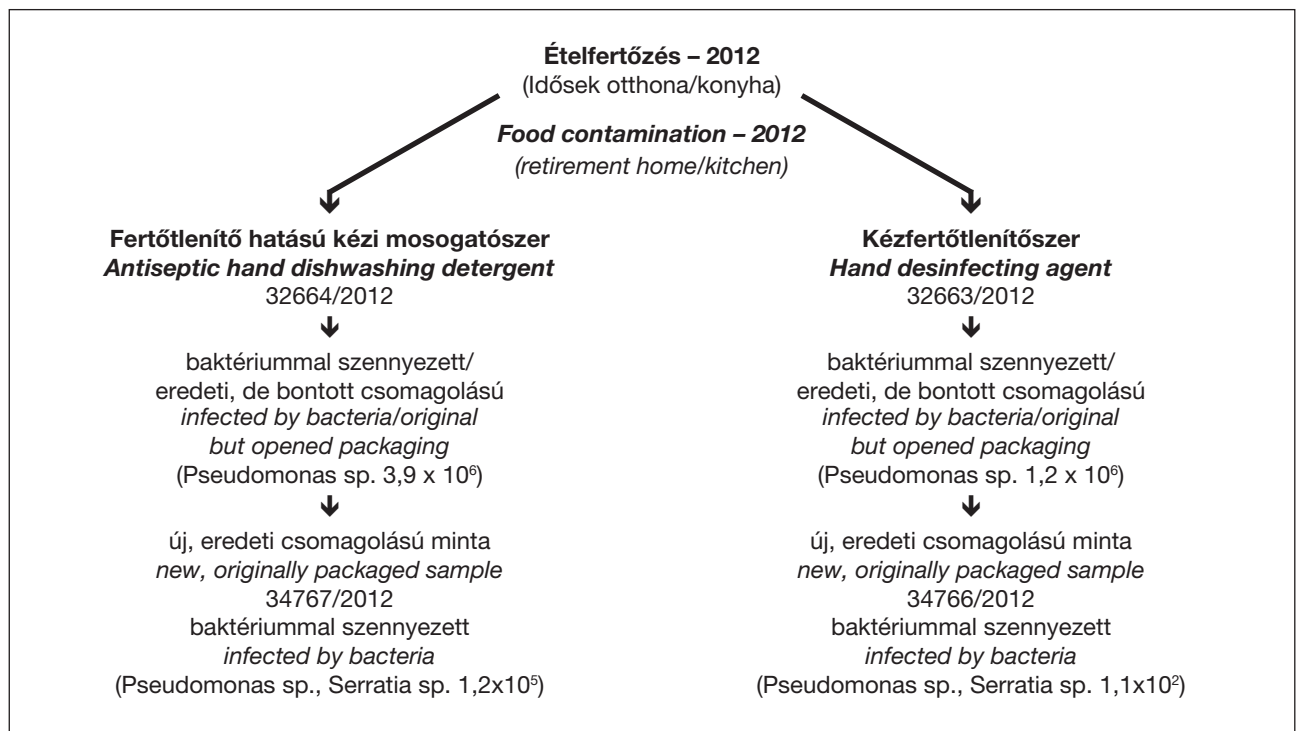 Ételfertőzés – 2012
(Idősek otthona/konyha)
Food contamination – 2012
(retirement home/kitchen)
Fertőtlenítő hatású kézi mosogatószer
Antiseptic hand dishwashing detergent
32664/2012
baktériummal szennyezett/
eredeti, de bontott csomagolású
infected by bacteria/original
but opened packaging
(Pseudomonas sp. 3,9 x 10⁶)
új, eredeti csomagolású minta
new, originally packaged sample
34767/2012
baktériummal szennyezett
infected by bacteria
(Pseudomonas sp., Serratia sp. 1,2x10⁵)
Kézfertőtlenítőszer
Hand desinfecting agent
32663/2012
baktériummal szennyezett/
eredeti, de bontott csomagolású
infected by bacteria/original
but opened packaging
(Pseudomonas sp. 1,2 x 10⁶)
új, eredeti csomagolású minta
new, originally packaged sample
34766/2012
baktériummal szennyezett
infected by bacteria
(Pseudomonas sp., Serratia sp. 1,1x10²)